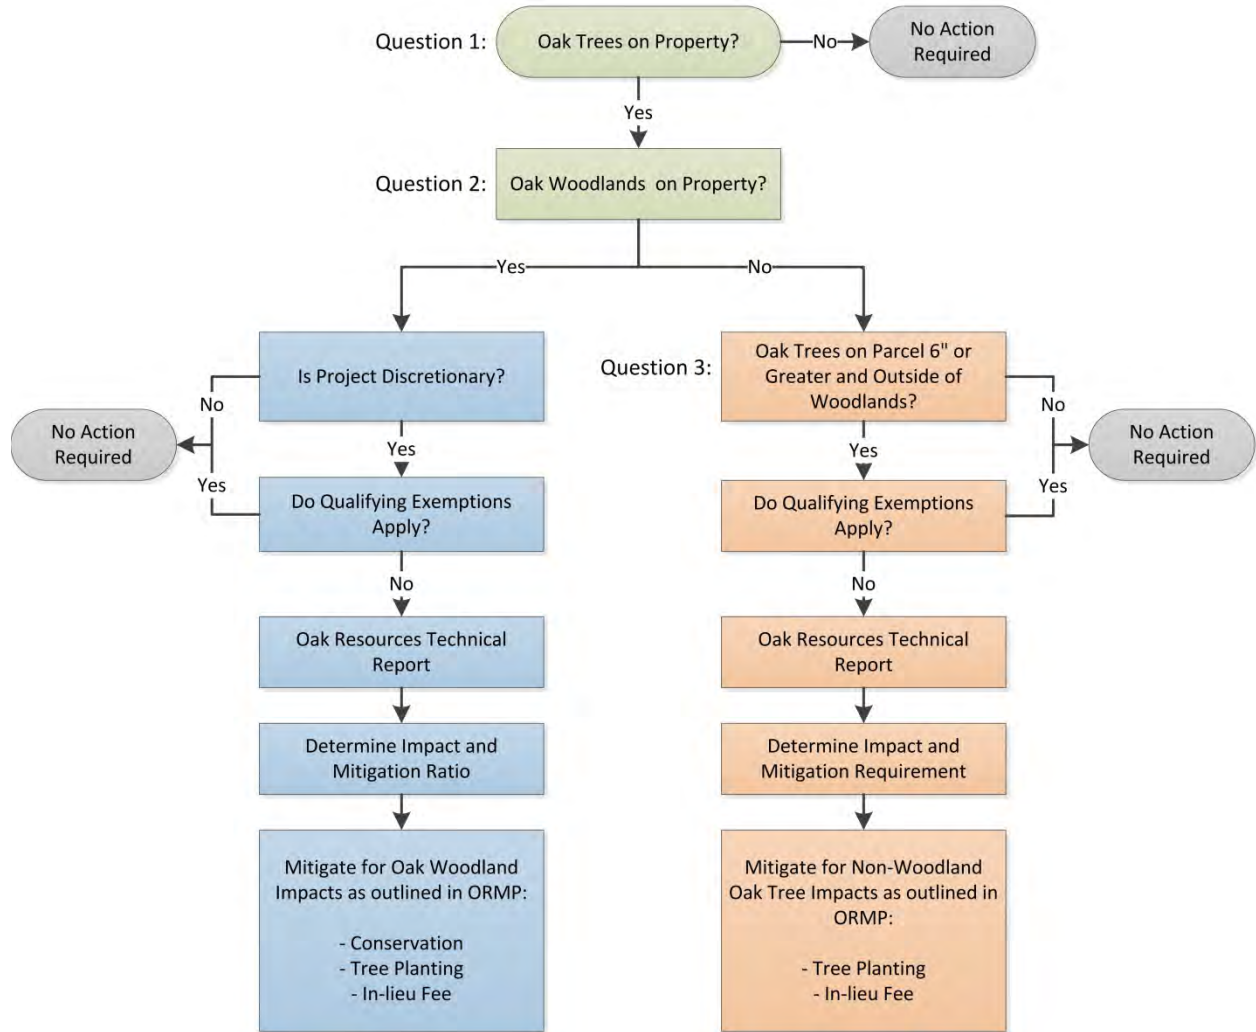 Question 1:
Oak Trees on Property?
No
No Action
Required
Yes
Question 2:
Oak Woodlands on Property?
Yes
No
Is Project Discretionary?
Question 3:
Oak Trees on Parcel 6" or
Greater and Outside of
Woodlands?
No
No
No Action
Required
Yes
Yes
No Action
Required
Yes
Yes
Do Qualifying Exemptions
Apply?
Do Qualifying Exemptions
Apply?
No
No
Oak Resources Technical
Report
Oak Resources Technical
Report
Determine Impact and
Mitigation Ratio
Determine Impact and
Mitigation Requirement
Mitigate for Oak Woodland
Impacts as outlined in ORMP:
- Conservation
- Tree Planting
- In-lieu Fee
Mitigate for Non-Woodland
Oak Tree Impacts as outlined in
ORMP:
- Tree Planting
- In-lieu Fee